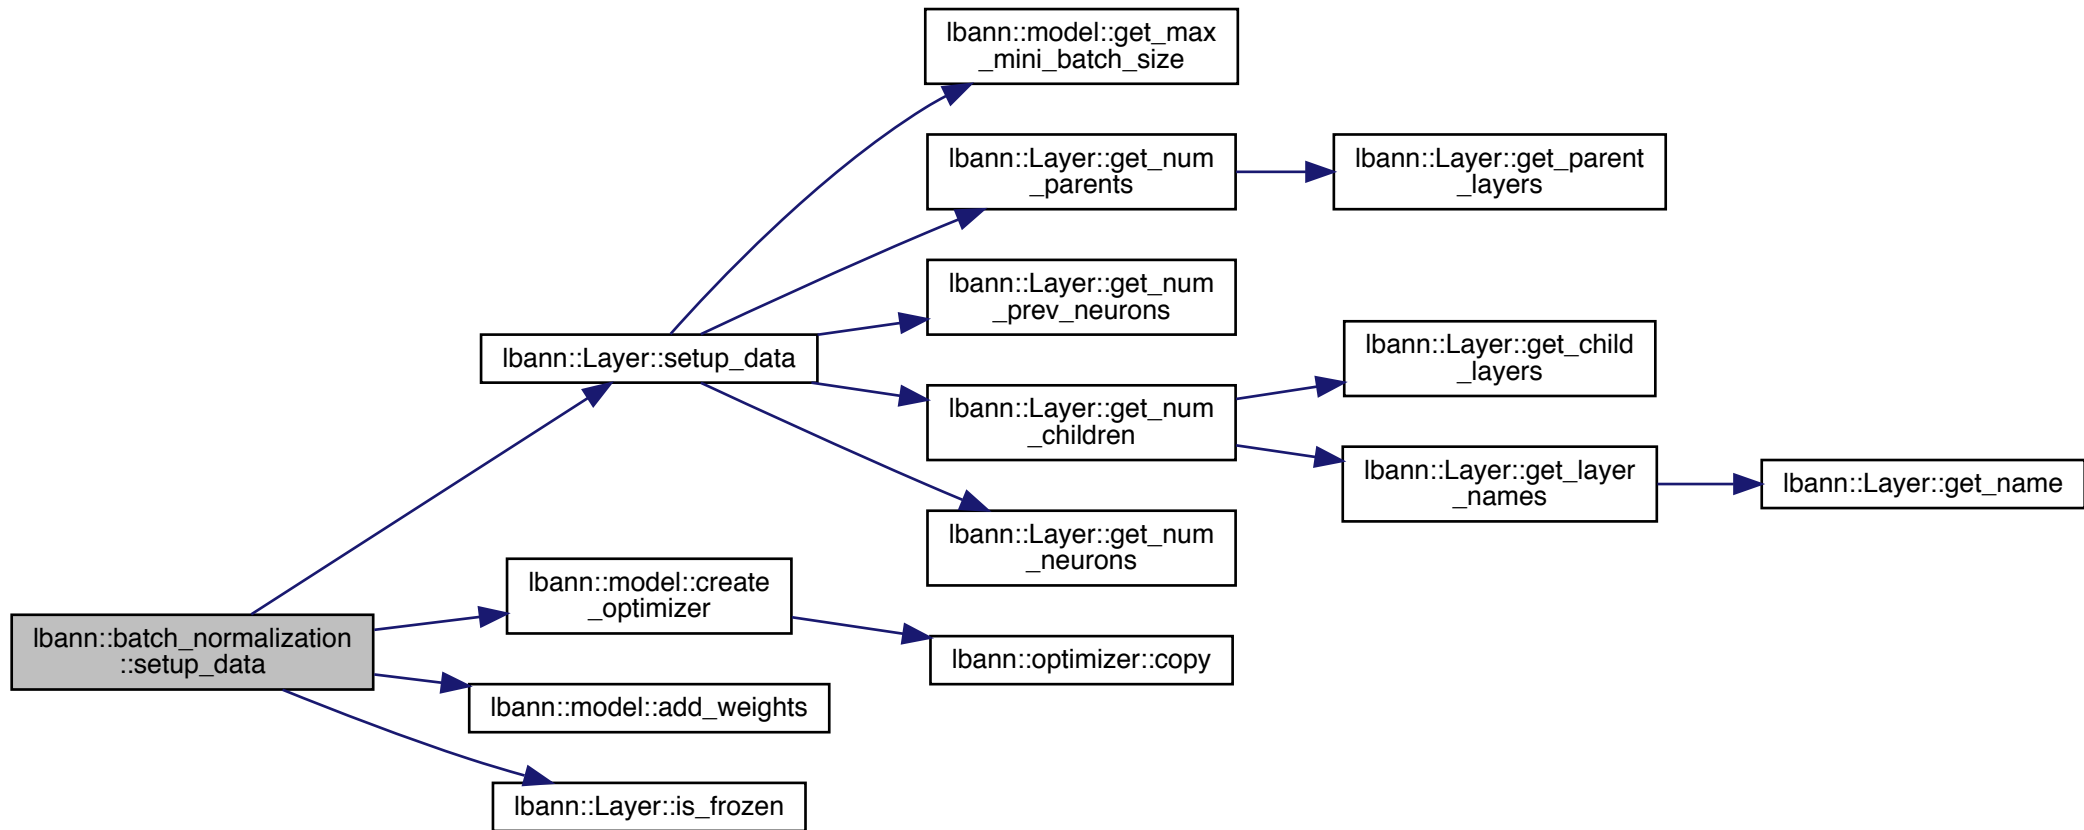 lbann::model::get_max
_mini_batch_size
lbann::Layer::get_num
_parents
lbann::Layer::get_parent
_layers
lbann::Layer::get_num
_prev_neurons
lbann::Layer::setup_data
lbann::Layer::get_child
_layers
lbann::Layer::get_num
_children
lbann::Layer::get_layer
_names
lbann::Layer::get_name
lbann::Layer::get_num
_neurons
lbann::model::create
_optimizer
lbann::batch_normalization
::setup_data
lbann::optimizer::copy
lbann::model::add_weights
lbann::Layer::is_frozen